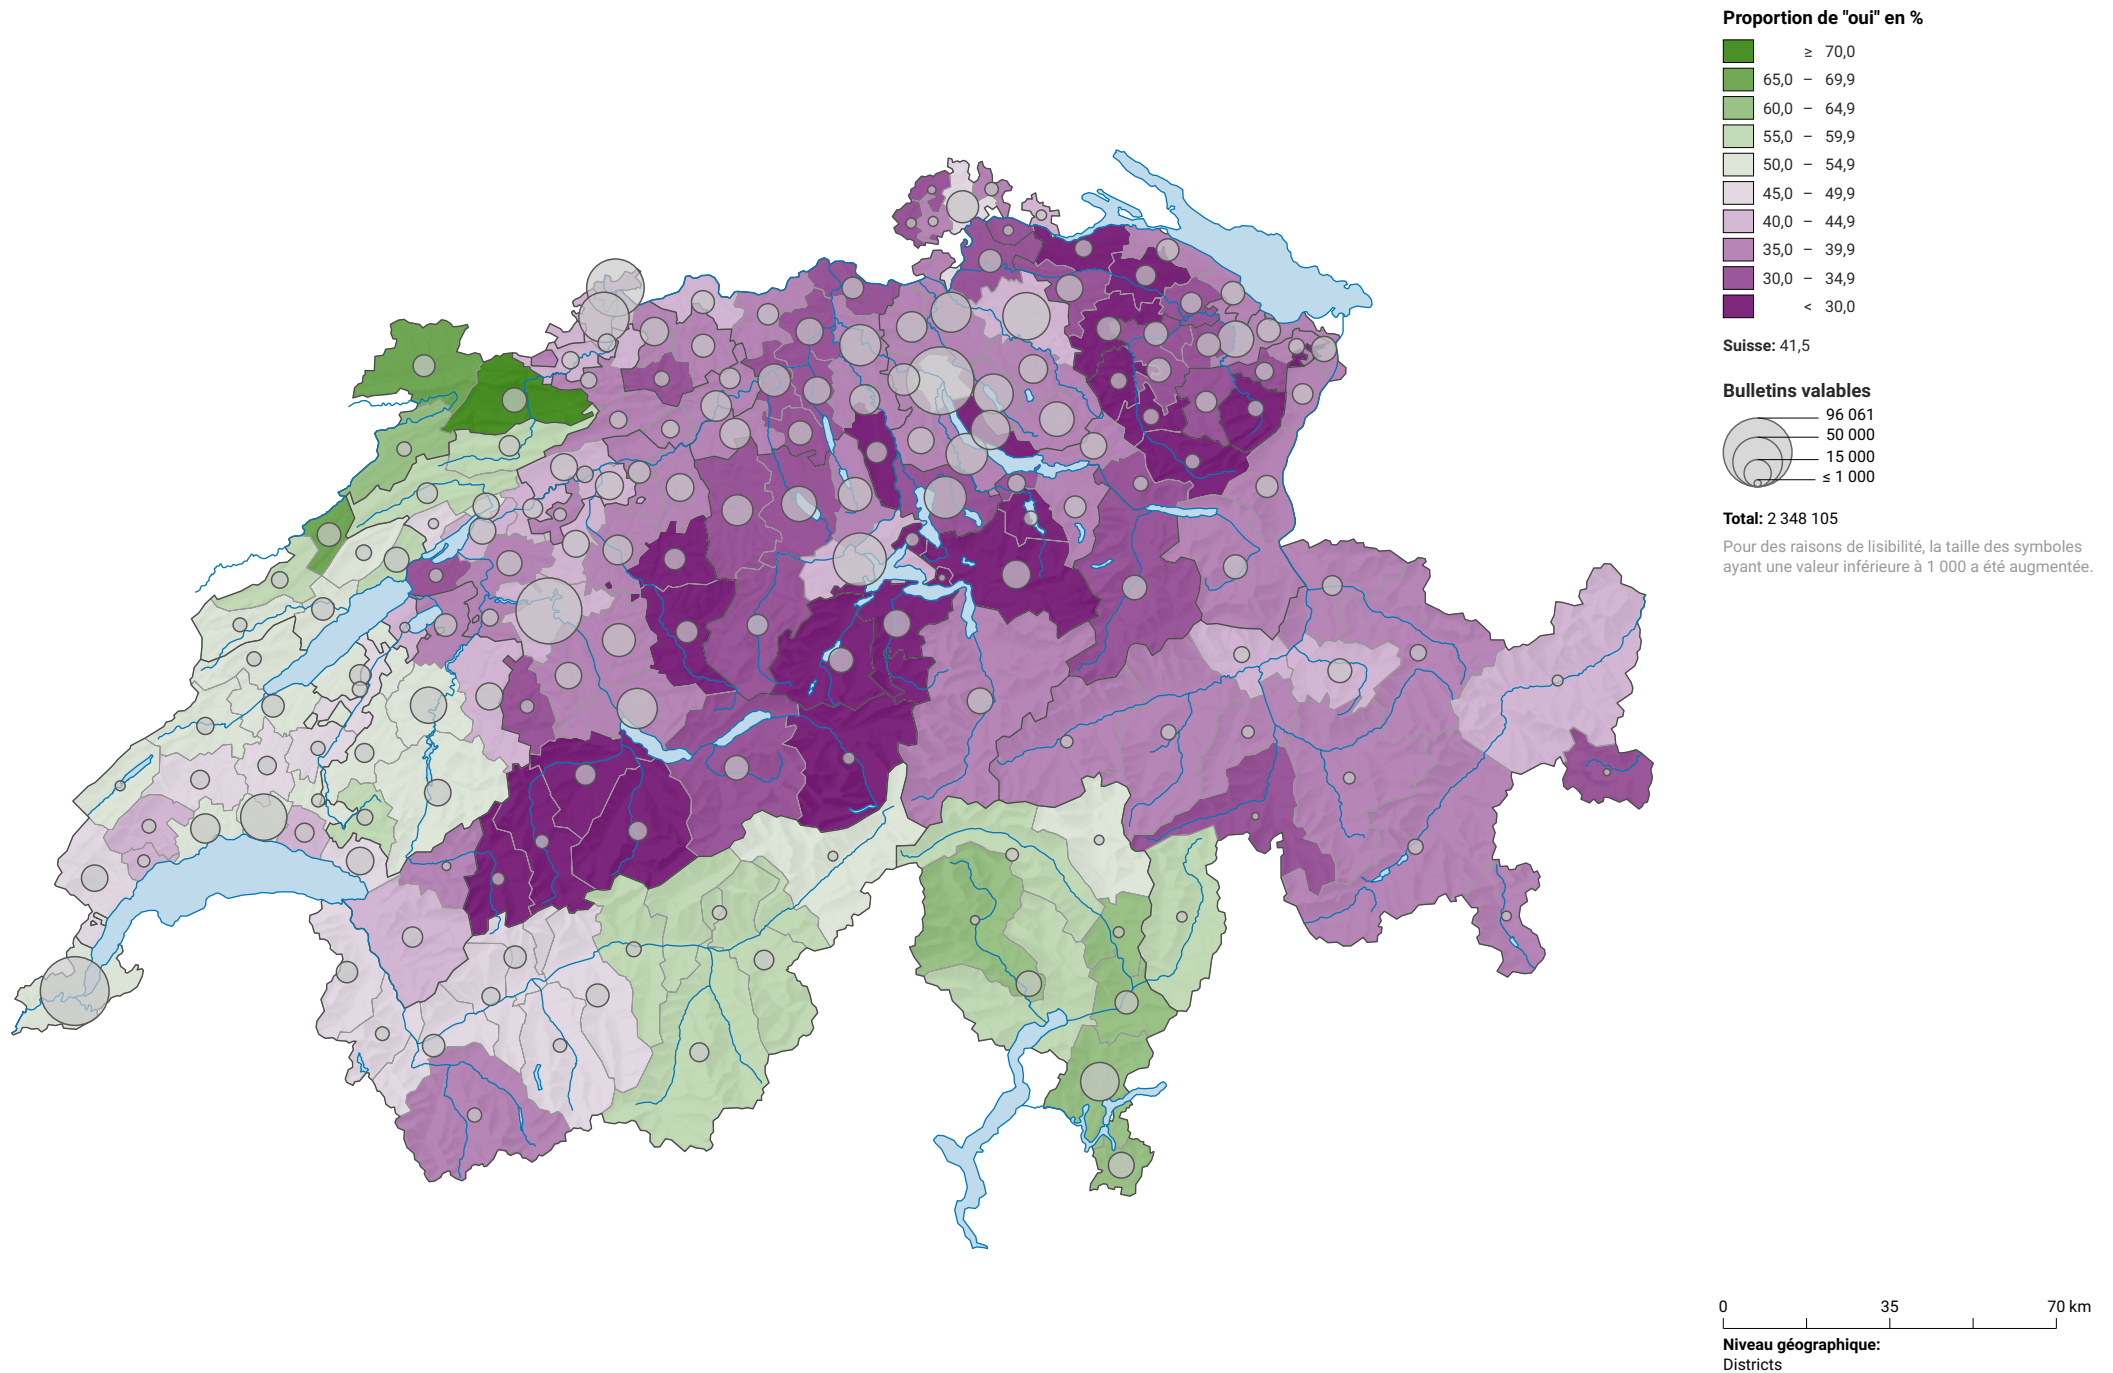 Proportion de "oui" en %
≥ 70,0
65,0 – 69,9
60,0 – 64,9
55,0 – 59,9
50,0 – 54,9
45,0 – 49,9
40,0 – 44,9
35,0 – 39,9
30,0 – 34,9
< 30,0
Suisse: 41,5
Bulletins valables
96 061
50 000
15 000
≤ 1 000
Total: 2 348 105
Pour des raisons de lisibilité, la taille des symboles
ayant une valeur inférieure à 1 000 a été augmentée.
0 35 70 km
Niveau géographique:
Districts